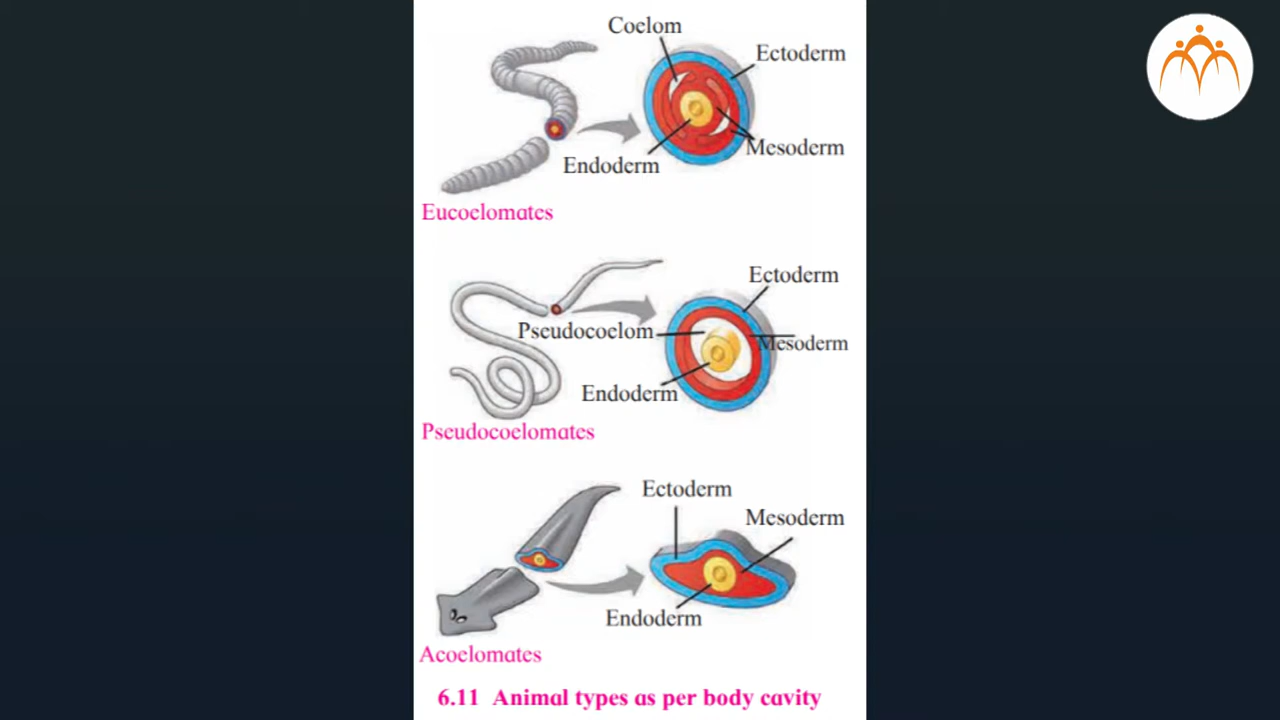 Coelom
Ectoderm
Mesoderm
Endoderm
Eucoelomates
Ectoderm
Pseudocoelom
Mesoderm
Endoderm
Pseudocoelomates
Ectoderm
Mesoderm
Endoderm
Acoelomates
6.11 Animal types as per body cavity